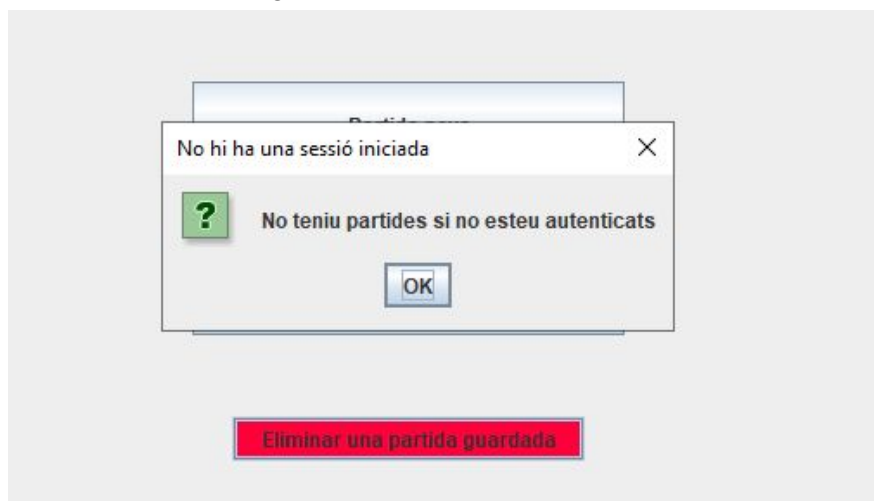 No hi ha una sessió iniciada
No teniu partides si no esteu autenticats
OK
Eliminar una partida guardada